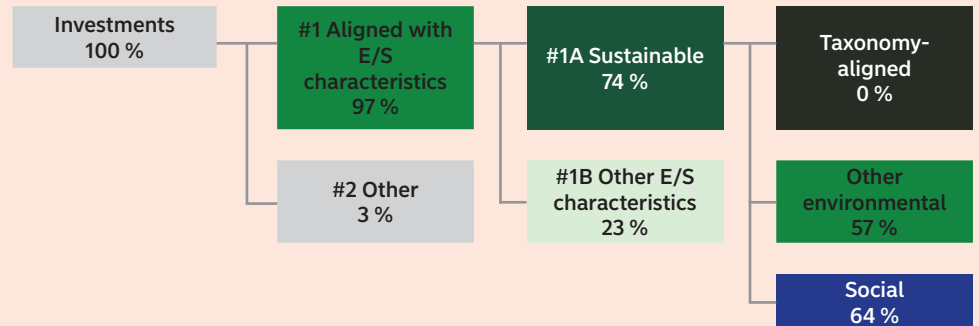 Investments
100 %
#1 Aligned with
E/S
characteristics
97 %
#1A Sustainable
74 %
Taxonomy-
aligned
0 %
#2 Other
3 %
#1B Other E/S
characteristics
23 %
Other
environmental
57 %
Social
64 %